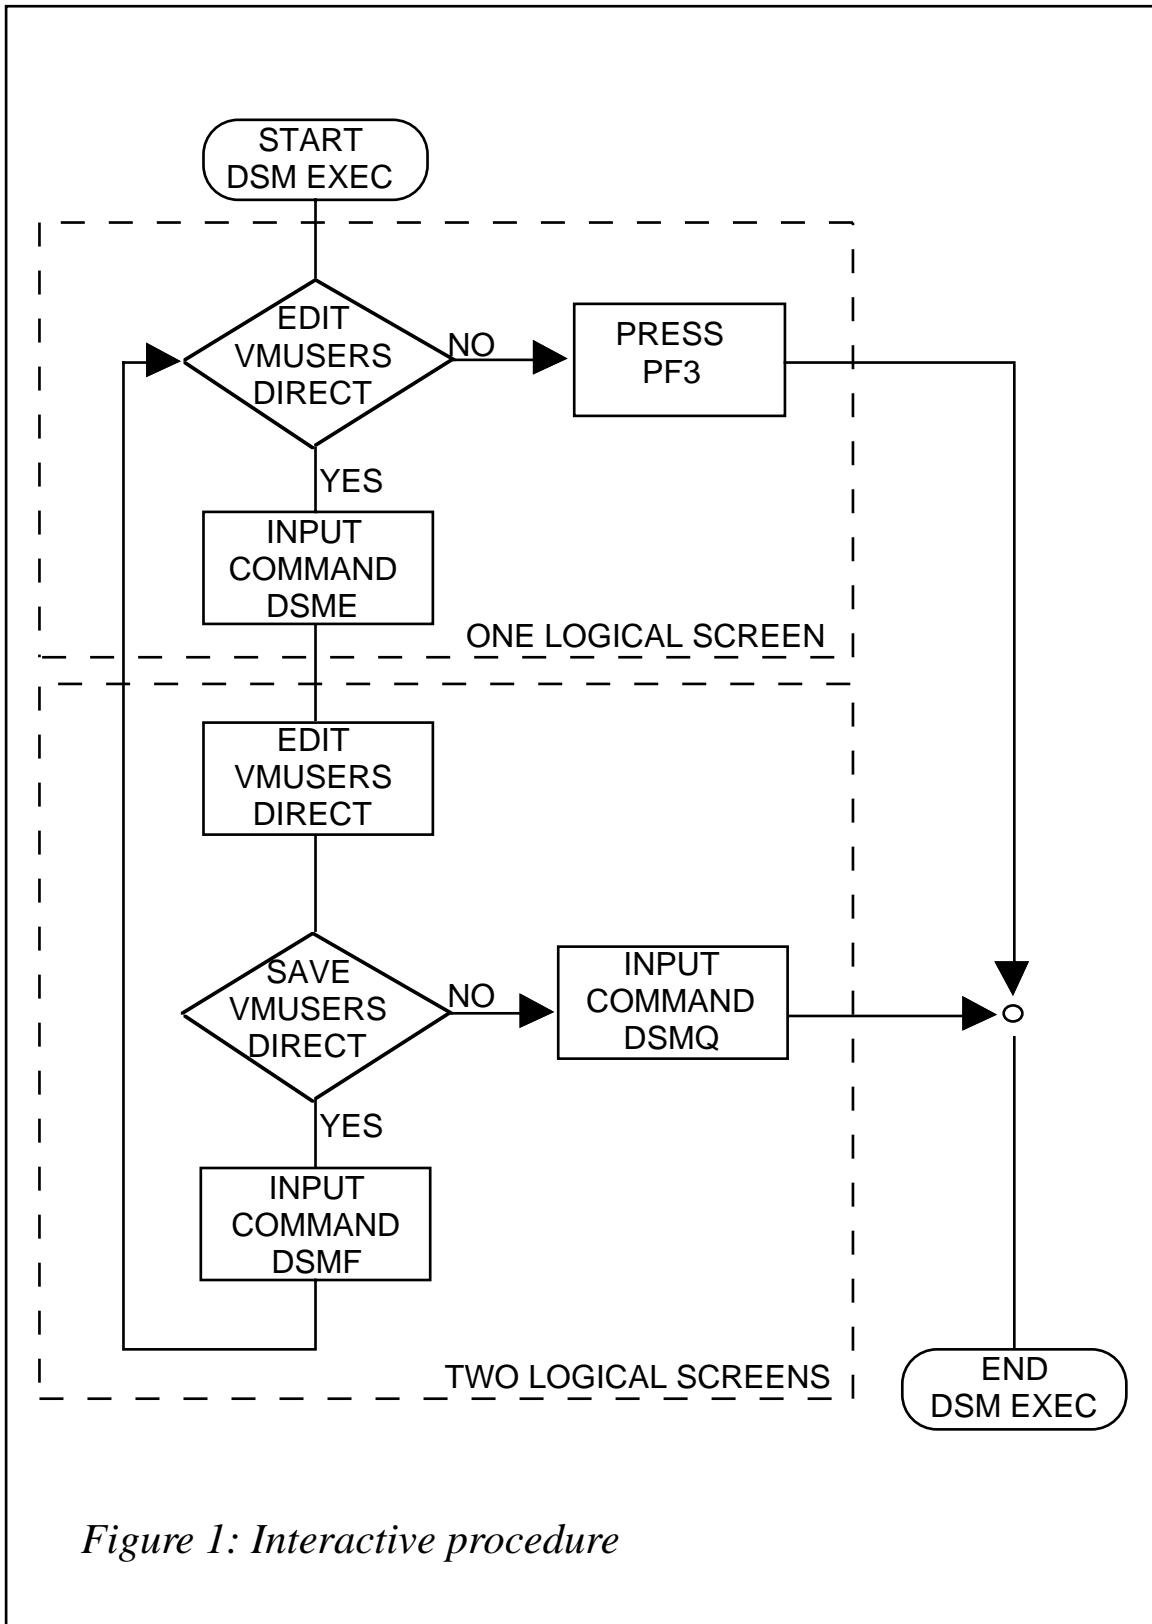 START
DSM EXEC
EDIT
VMUSERS
DIRECT
NO
PRESS
PF3
YES
INPUT
COMMAND
DSME
ONE LOGICAL SCREEN
EDIT
VMUSERS
DIRECT
SAVE
VMUSERS
DIRECT
NO
INPUT
COMMAND
DSMQ
YES
INPUT
COMMAND
DSMF
TWO LOGICAL SCREENS
END
DSM EXEC
Figure 1: Interactive procedure